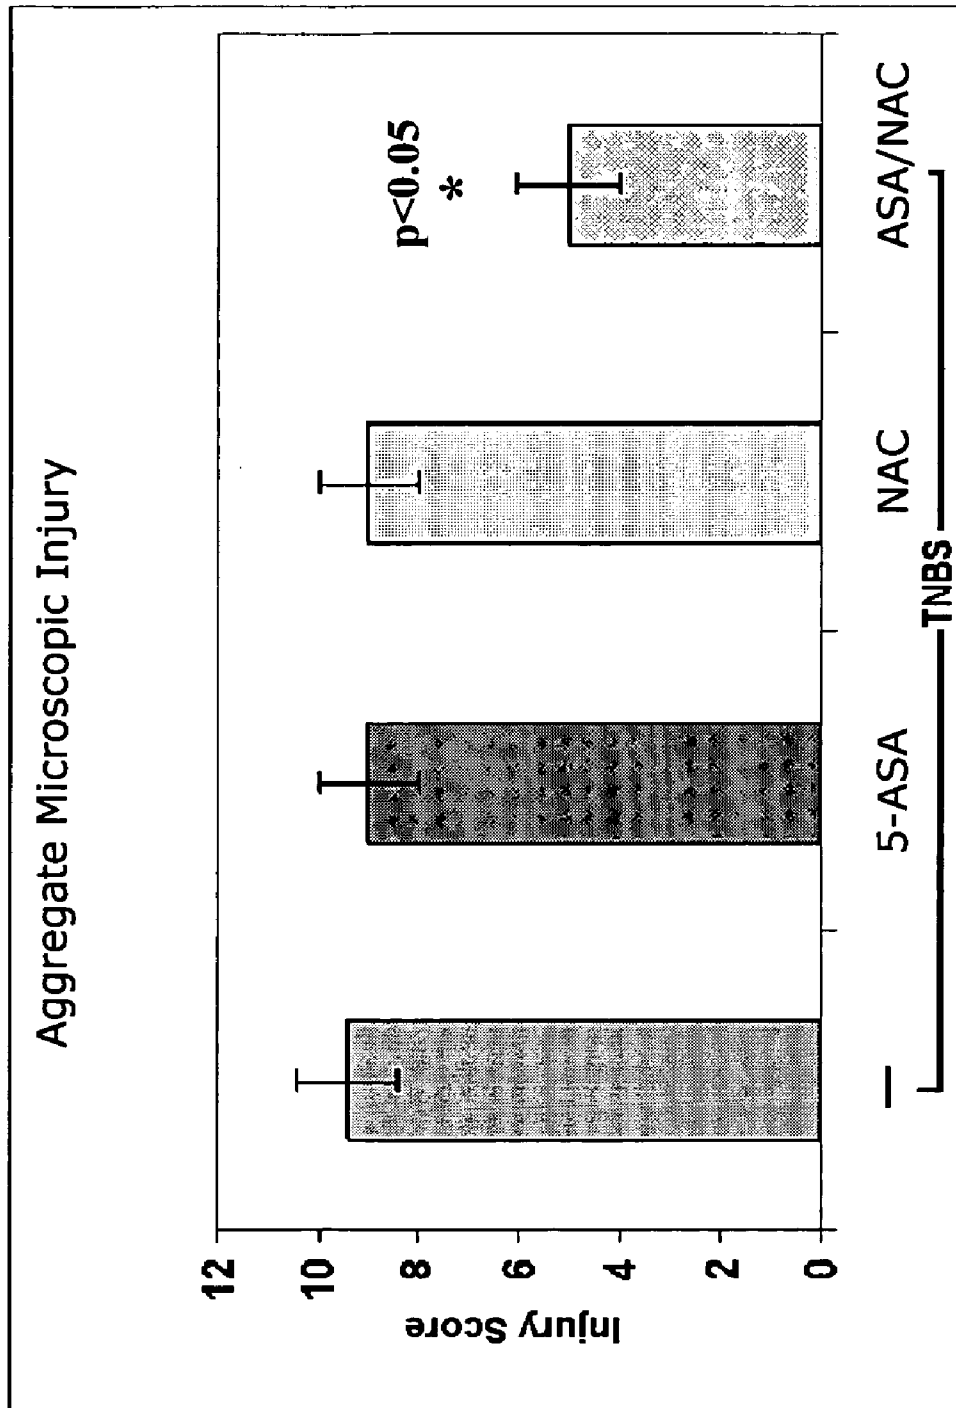 Aggregate Microscopic Injury
p<0.05
*
Injury Score
12
10
8
6
4
2
0
— 5-ASA NAC ASA/NAC
TNBS